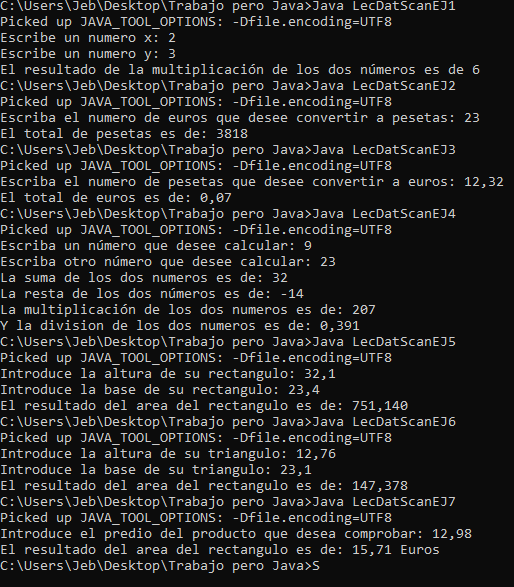 C:\Users\Jeb\Desktop\Trabajo pero Java>Java LecDatScanEJ1
Picked up JAVA_TOOL_OPTIONS: -Dfile.encoding=UTF8
Escribe un numero x: 2
Escribe un numero y: 3
El resultado de la multiplicación de los dos números es de 6
C:\Users\Jeb\Desktop\Trabajo pero Java>Java LecDatScanEJ2
Picked up JAVA_TOOL_OPTIONS: -Dfile.encoding=UTF8
Escriba el numero de euros que desee convertir a pesetas: 23
El total de pesetas es de: 3818
C:\Users\Jeb\Desktop\Trabajo pero Java>Java LecDatScanEJ3
Picked up JAVA_TOOL_OPTIONS: -Dfile.encoding=UTF8
Escriba el numero de pesetas que desee convertir a euros: 12,32
El total de euros es de: 0,07
C:\Users\Jeb\Desktop\Trabajo pero Java>Java LecDatScanEJ4
Picked up JAVA_TOOL_OPTIONS: -Dfile.encoding=UTF8
Escriba un número que desee calcular: 9
Escriba otro número que desee calcular: 23
La suma de los dos numeros es de: 32
La resta de los dos números es de: -14
La multiplicación de los dos numeros es de: 207
Y la division de los dos numeros es de: 0,391
C:\Users\Jeb\Desktop\Trabajo pero Java>Java LecDatScanEJ5
Picked up JAVA_TOOL_OPTIONS: -Dfile.encoding=UTF8
Introduce la altura de su rectangulo: 32,1
Introduce la base de su rectangulo: 23,4
El resultado del area del rectangulo es de: 751,140
C:\Users\Jeb\Desktop\Trabajo pero Java>Java LecDatScanEJ6
Picked up JAVA_TOOL_OPTIONS: -Dfile.encoding=UTF8
Introduce la altura de su triangulo: 12,76
Introduce la base de su triangulo: 23,1
El resultado del area del rectangulo es de: 147,378
C:\Users\Jeb\Desktop\Trabajo pero Java>Java LecDatScanEJ7
Picked up JAVA_TOOL_OPTIONS: -Dfile.encoding=UTF8
Introduce el predio del producto que desea comprobar: 12,98
El resultado del area del rectangulo es de: 15,71 Euros
C:\Users\Jeb\Desktop\Trabajo pero Java>S